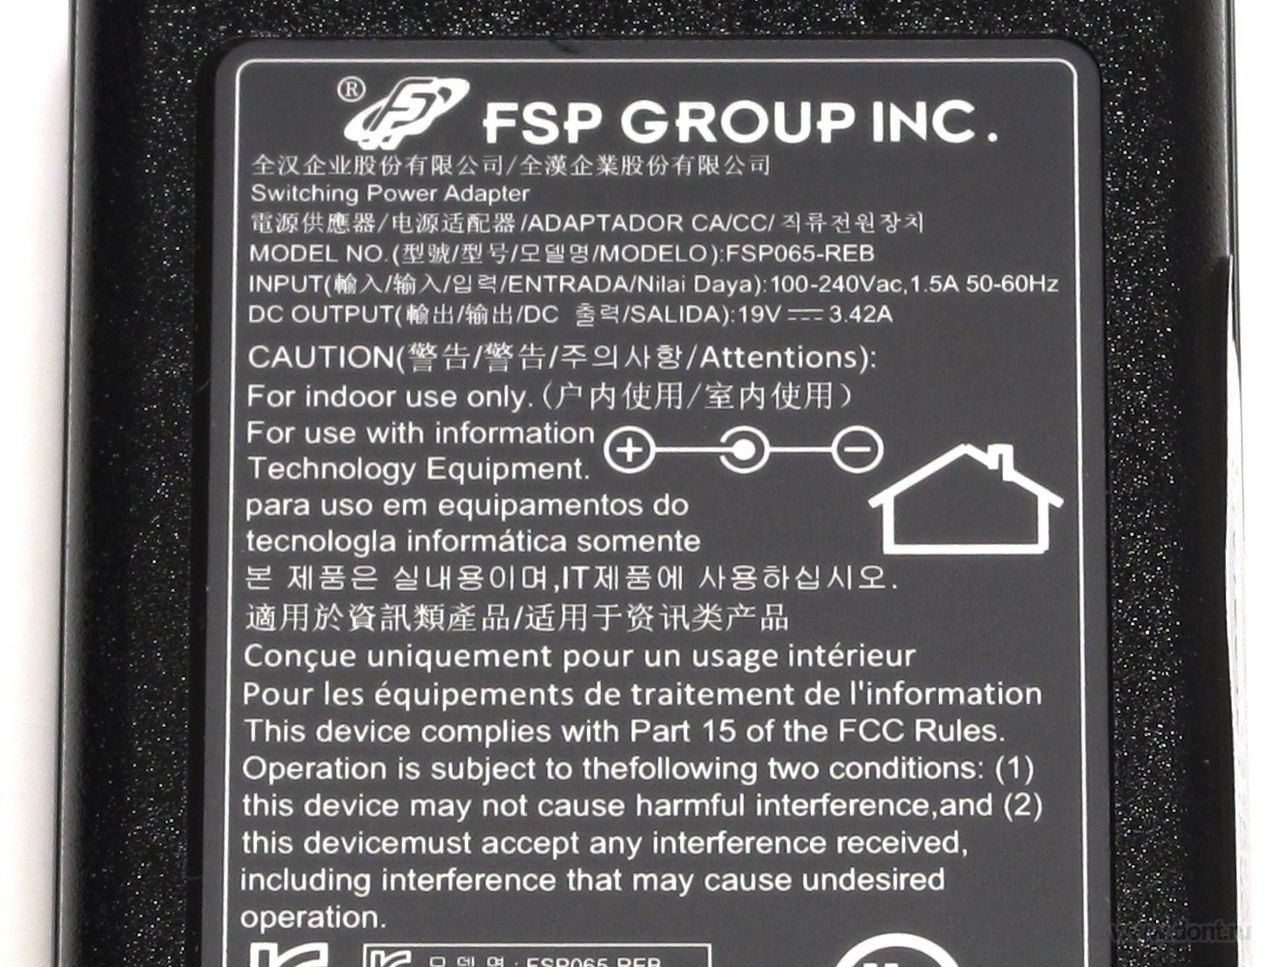 ® FSP GROUP INC.
全汉企业股份有限公司/全漢企業股份有限公司
Switching Power Adapter
電源供應器/电源适配器/ADAPTADOR CA/CC/ 직류전원장치
MODEL NO.(型號/型号/모델명/MODELO):FSP065-REB
INPUT(輸入/输入/입력/ENTRADA/Nilai Daya):100-240Vac,1.5A 50-60Hz
DC OUTPUT(輸出/输出/DC 출력/SALIDA):19V ⎓ 3.42A
CAUTION(警告/警告/주의사항/Attentions):
For indoor use only.(户内使用/室內使用)
For use with information
Technology Equipment.
para uso em equipamentos do
tecnologla informática somente
본 제품은 실내용이며,IT제품에 사용하십시오.
適用於資訊類產品/适用于资讯类产品
Conçue uniquement pour un usage intérieur
Pour les équipements de traitement de l'information
This device complies with Part 15 of the FCC Rules.
Operation is subject to thefollowing two conditions: (1)
this device may not cause harmful interference,and (2)
this devicemust accept any interference received,
including interference that may cause undesired
operation.
모델명: FSP065-REB